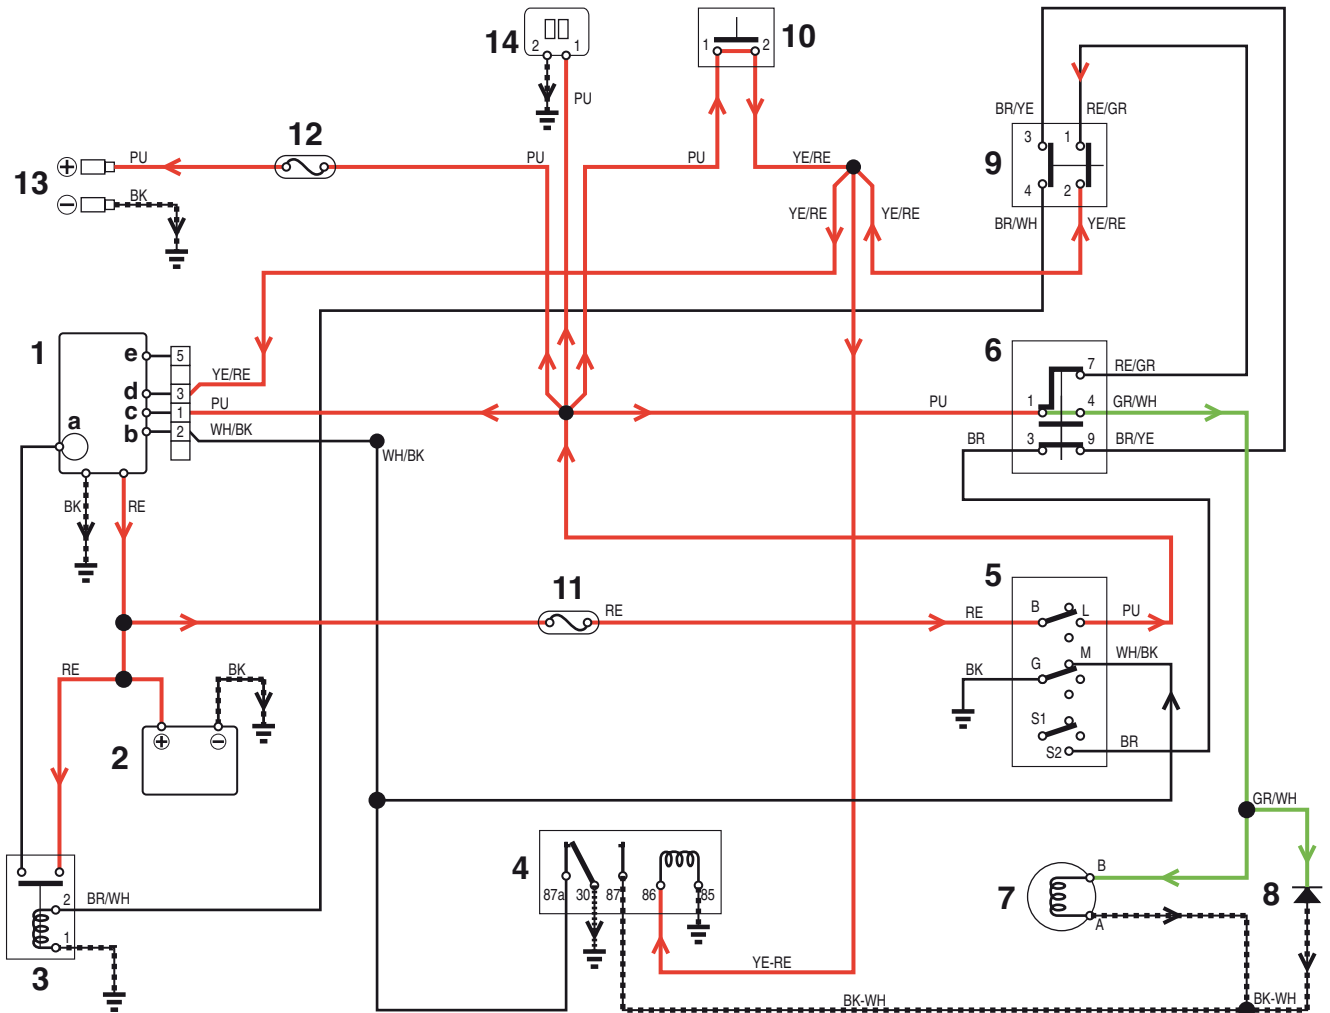 14
2 1
PU
10
1 2
12
13
+ PU
PU
PU
YE/RE
− BK
YE/RE
YE/RE
BR/YE
RE/GR
3 1
9
4 2
BR/WH
YE/RE
1
e 5
d 3
c 1
b 2
a
YE/RE
PU
WH/BK
WH/BK
BK
RE
6
7 RE/GR
PU
1 4 GR/WH
BR
3 9 BR/YE
11
RE
5
RE
B L PU
G M WH/BK
BK
S1
S2 BR
RE
BK
2
+ −
GR/WH
4
87a 30 87 86 85
YE-RE
BK-WH
7
B
A
8
BK-WH
2 BR/WH
1
3